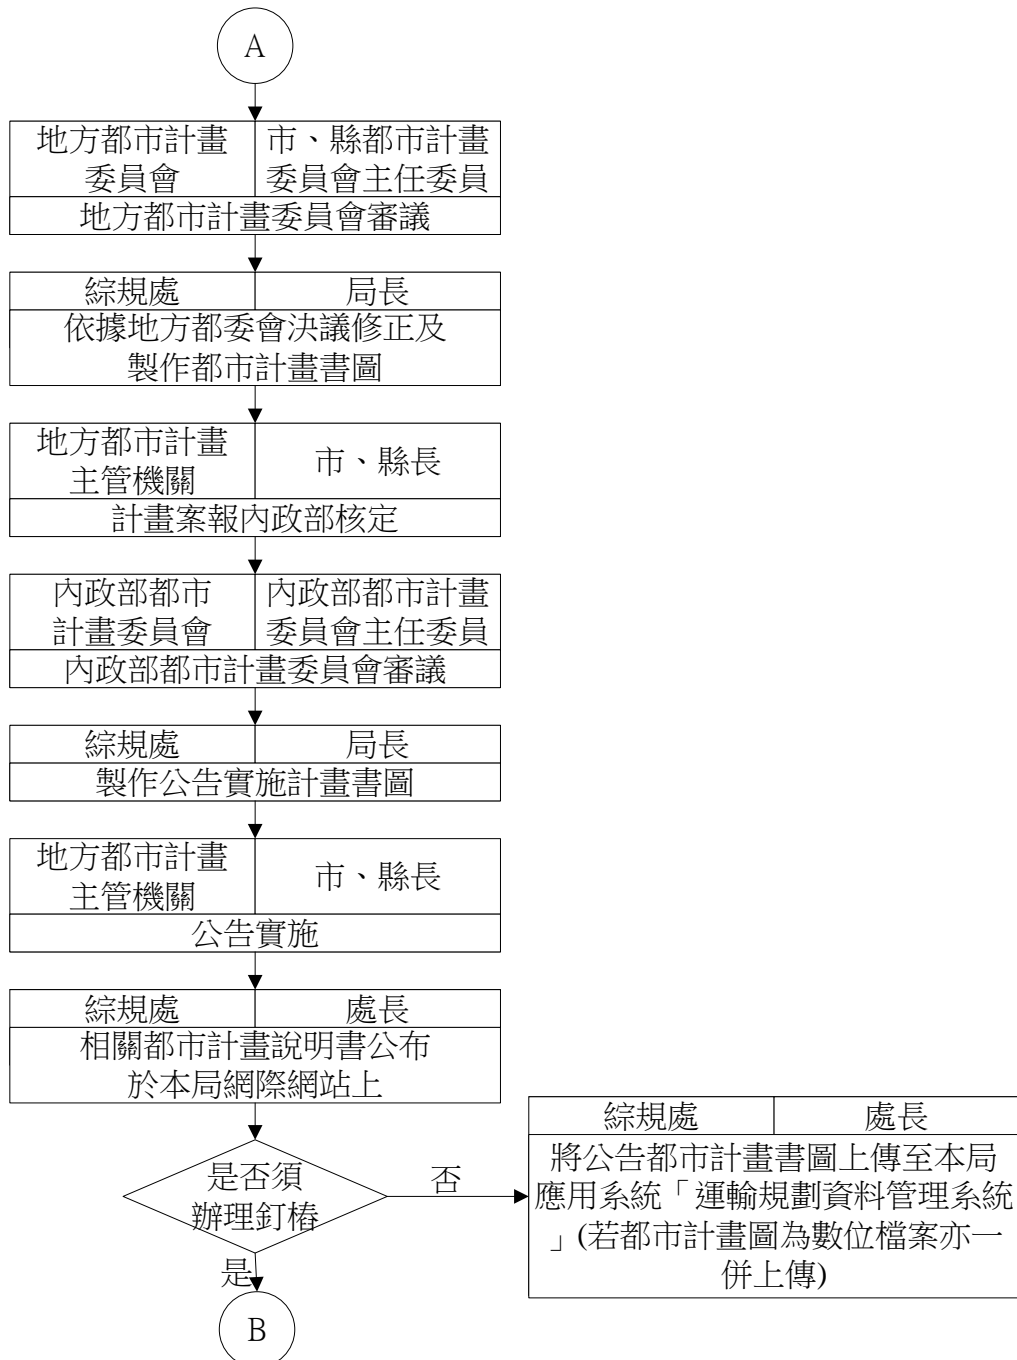 A
地方都市計畫
委員會
市、縣都市計畫
委員會主任委員
地方都市計畫委員會審議
綜規處
局長
依據地方都委會決議修正及
製作都市計畫書圖
地方都市計畫
主管機關
市、縣長
計畫案報內政部核定
內政部都市
計畫委員會
內政部都市計畫
委員會主任委員
內政部都市計畫委員會審議
綜規處
局長
製作公告實施計畫書圖
地方都市計畫
主管機關
市、縣長
公告實施
綜規處
處長
相關都市計畫說明書公布
於本局網際網站上
是否須
辦理釘樁
否
綜規處
處長
將公告都市計畫書圖上傳至本局
應用系統「運輸規劃資料管理系統
」(若都市計畫圖為數位檔案亦一
併上傳)
是
B